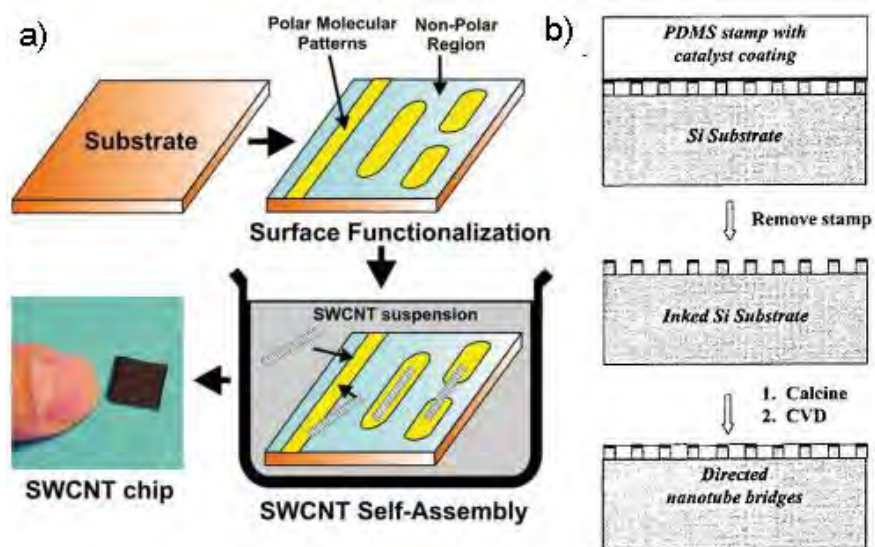 a)
Polar Molecular
Patterns
Non-Polar
Region
Substrate
Surface Functionalization
SWCNT suspension
SWCNT chip
SWCNT Self-Assembly
b)
PDMS stamp with
catalyst coating
Si Substrate
Remove stamp
Inked Si Substrate
1. Calcine
2. CVD
Directed
nanotube bridges